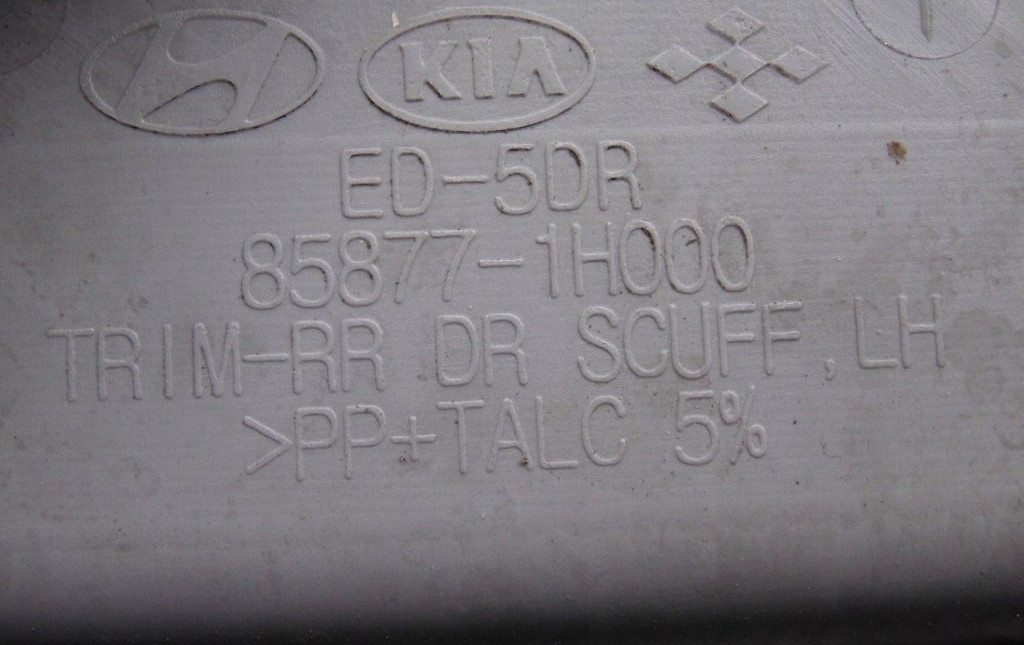 KIA
ED-5DR
85877-1H000
TRIM-RR DR SCUFF,LH
>PP+TALC 5%